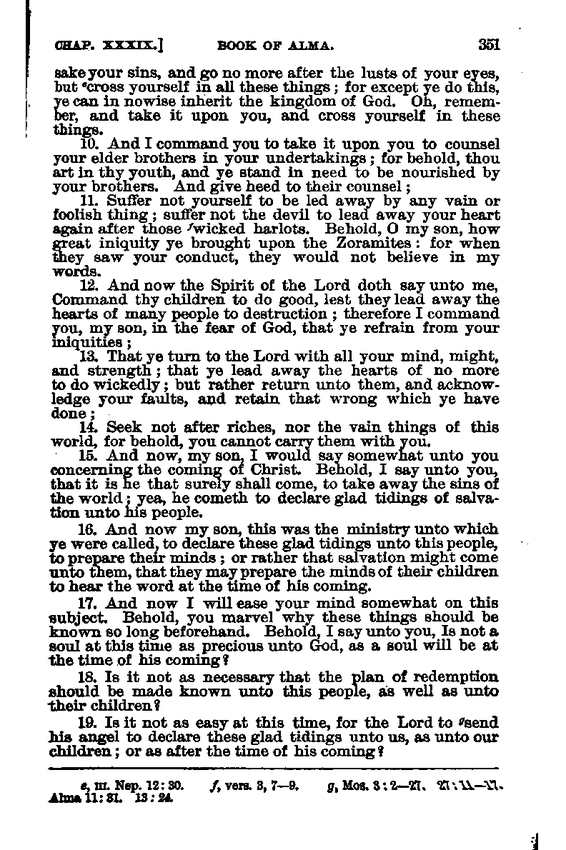 CHAP. XXXIX.] BOOK OF ALMA. 351
sake your sins, and go no more after the lusts of your eyes,
but ᵉcross yourself in all these things; for except ye do this,
ye can in nowise inherit the kingdom of God. Oh, remem-
ber, and take it upon you, and cross yourself in these
things.
10. And I command you to take it upon you to counsel
your elder brothers in your undertakings; for behold, thou
art in thy youth, and ye stand in need to be nourished by
your brothers. And give heed to their counsel;
11. Suffer not yourself to be led away by any vain or
foolish thing; suffer not the devil to lead away your heart
again after those ᶠwicked harlots. Behold, O my son, how
great iniquity ye brought upon the Zoramites: for when
they saw your conduct, they would not believe in my
words.
12. And now the Spirit of the Lord doth say unto me,
Command thy children to do good, lest they lead away the
hearts of many people to destruction; therefore I command
you, my son, in the fear of God, that ye refrain from your
iniquities;
13. That ye turn to the Lord with all your mind, might,
and strength; that ye lead away the hearts of no more
to do wickedly; but rather return unto them, and acknow-
ledge your faults, and retain that wrong which ye have
done;
14. Seek not after riches, nor the vain things of this
world, for behold, you cannot carry them with you.
15. And now, my son, I would say somewhat unto you
concerning the coming of Christ. Behold, I say unto you,
that it is he that surely shall come, to take away the sins of
the world; yea, he cometh to declare glad tidings of salva-
tion unto his people.
16. And now my son, this was the ministry unto which
ye were called, to declare these glad tidings unto this people,
to prepare their minds; or rather that salvation might come
unto them, that they may prepare the minds of their children
to hear the word at the time of his coming.
17. And now I will ease your mind somewhat on this
subject. Behold, you marvel why these things should be
known so long beforehand. Behold, I say unto you, Is not a
soul at this time as precious unto God, as a soul will be at
the time of his coming?
18. Is it not as necessary that the plan of redemption
should be made known unto this people, as well as unto
their children?
19. Is it not as easy at this time, for the Lord to ᵍsend
his angel to declare these glad tidings unto us, as unto our
children; or as after the time of his coming?
e, III. Nep. 12: 30. f, vers. 3, 7—9. g, Mos. 3: 2—27. 27: 11—17.
Alma 11: 31. 13: 24.